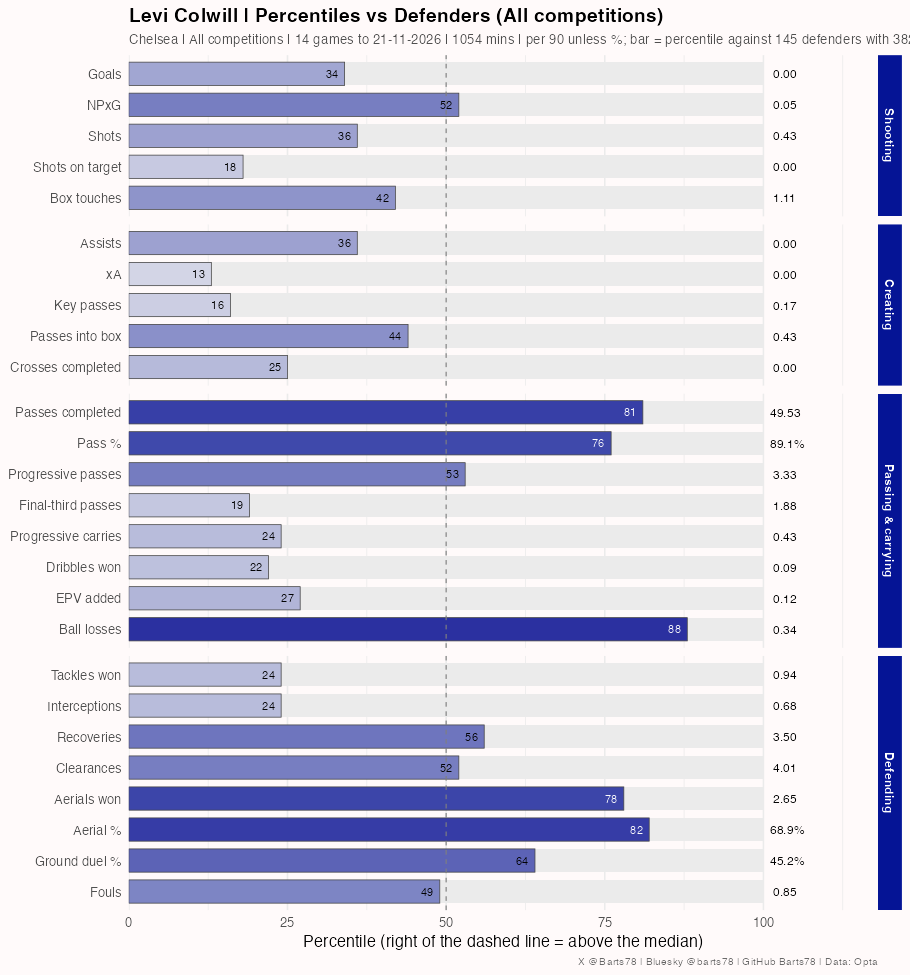 Levi Colwill | Percentiles vs Defenders (All competitions)
Chelsea | All competitions | 14 games to 21-11-2026 | 1054 mins | per 90 unless %; bar = percentile against 145 defenders with 382
Goals 34 0.00
NPxG 52 0.05
Shots 36 0.43
Shots on target 18 0.00
Box touches 42 1.11
Shooting
Assists 36 0.00
xA 13 0.00
Key passes 16 0.17
Passes into box 44 0.43
Crosses completed 25 0.00
Creating
Passes completed 81 49.53
Pass % 76 89.1%
Progressive passes 53 3.33
Final-third passes 19 1.88
Progressive carries 24 0.43
Dribbles won 22 0.09
EPV added 27 0.12
Ball losses 88 0.34
Passing & carrying
Tackles won 24 0.94
Interceptions 24 0.68
Recoveries 56 3.50
Clearances 52 4.01
Aerials won 78 2.65
Aerial % 82 68.9%
Ground duel % 64 45.2%
Fouls 49 0.85
Defending
0 25 50 75 100
Percentile (right of the dashed line = above the median)
X @Barts78 | Bluesky @barts78 | GitHub Barts78 | Data: Opta